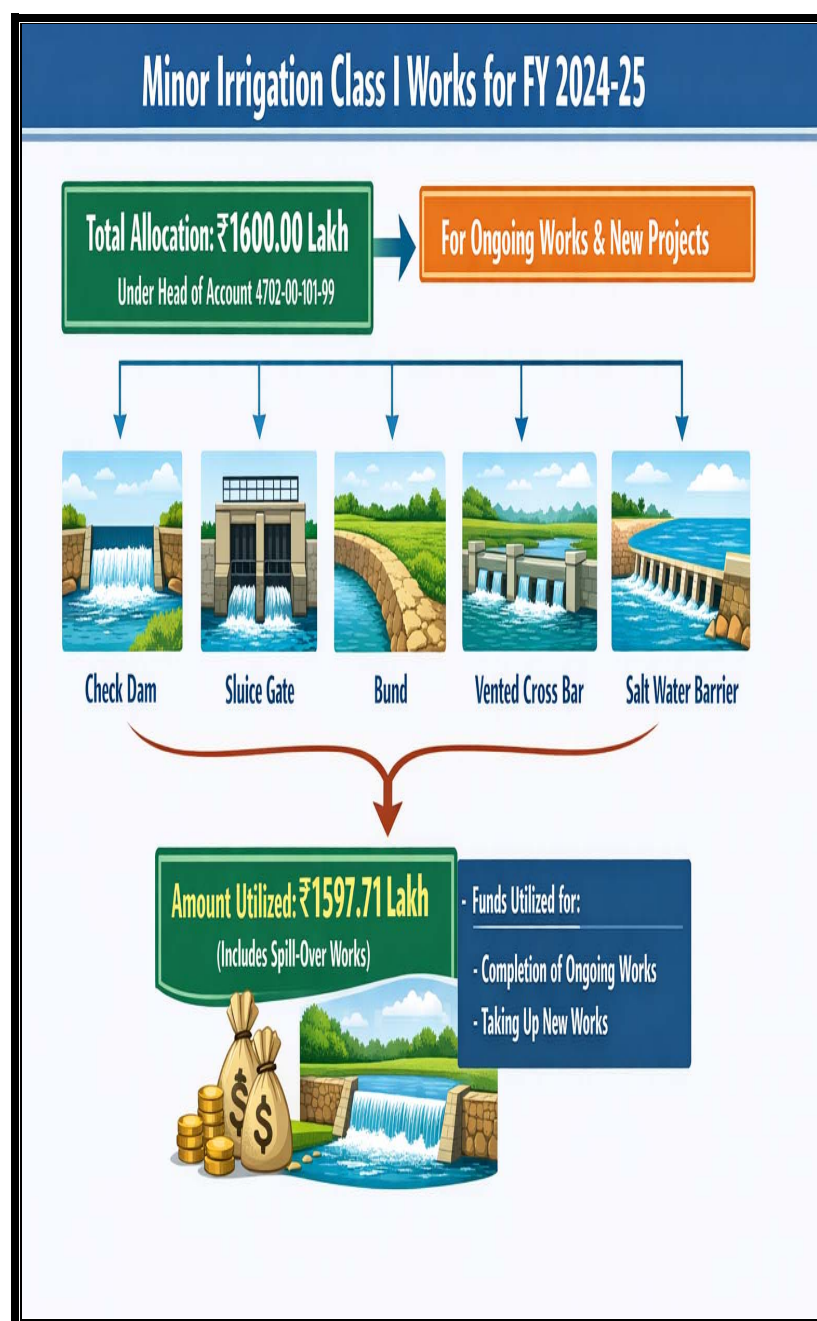 Minor Irrigation Class I Works for FY 2024-25
Total Allocation: ₹1600.00 Lakh
Under Head of Account 4702-00-101-99
For Ongoing Works & New Projects
Check Dam
Sluice Gate
Bund
Vented Cross Bar
Salt Water Barrier
Amount Utilized: ₹1597.71 Lakh
(Includes Spill-Over Works)
- Funds Utilized for:
- Completion of Ongoing Works
- Taking Up New Works
$
$